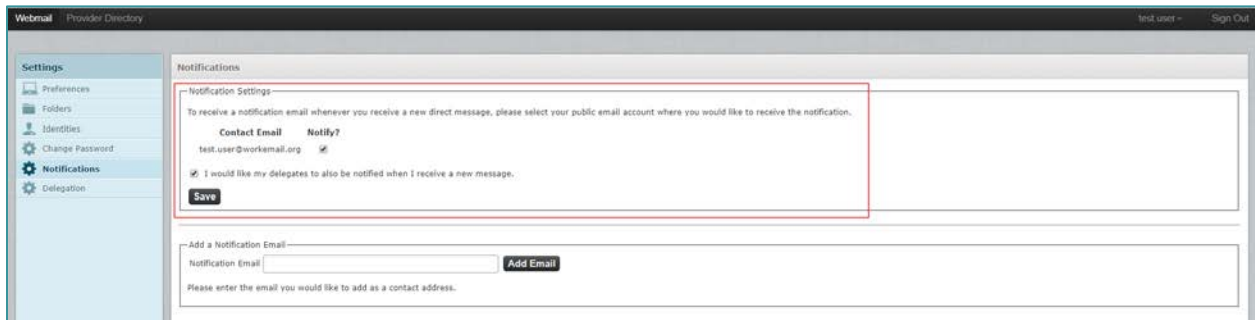 Webmail Provider Directory test user Sign Out
Settings
Preferences
Folders
Identities
Change Password
Notifications
Delegation
Notifications
Notification Settings
To receive a notification email whenever you receive a new direct message, please select your public email account where you would like to receive the notification.
Contact Email Notify?
test.user@workemail.org
I would like my delegates to also be notified when I receive a new message.
Save
Add a Notification Email
Notification Email Add Email
Please enter the email you would like to add as a contact address.